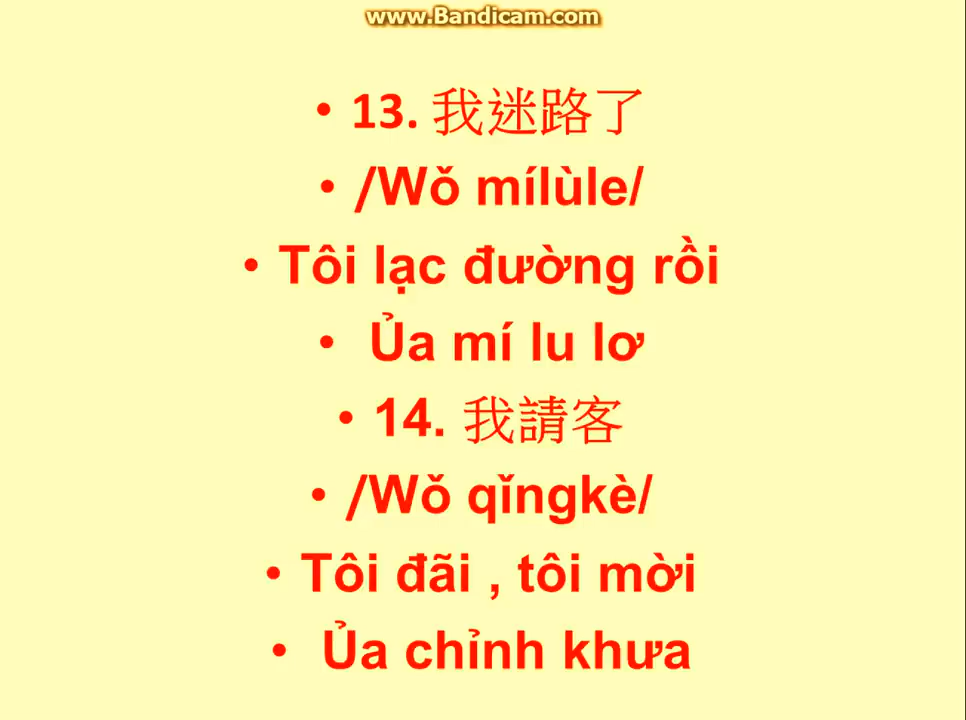 www.Bandicam.com
• 13. 我迷路了
• /Wǒ mílùle/
• Tôi lạc đường rồi
• Ủa mí lu lơ
• 14. 我請客
• /Wǒ qǐngkè/
• Tôi đãi , tôi mời
• Ủa chỉnh khưa